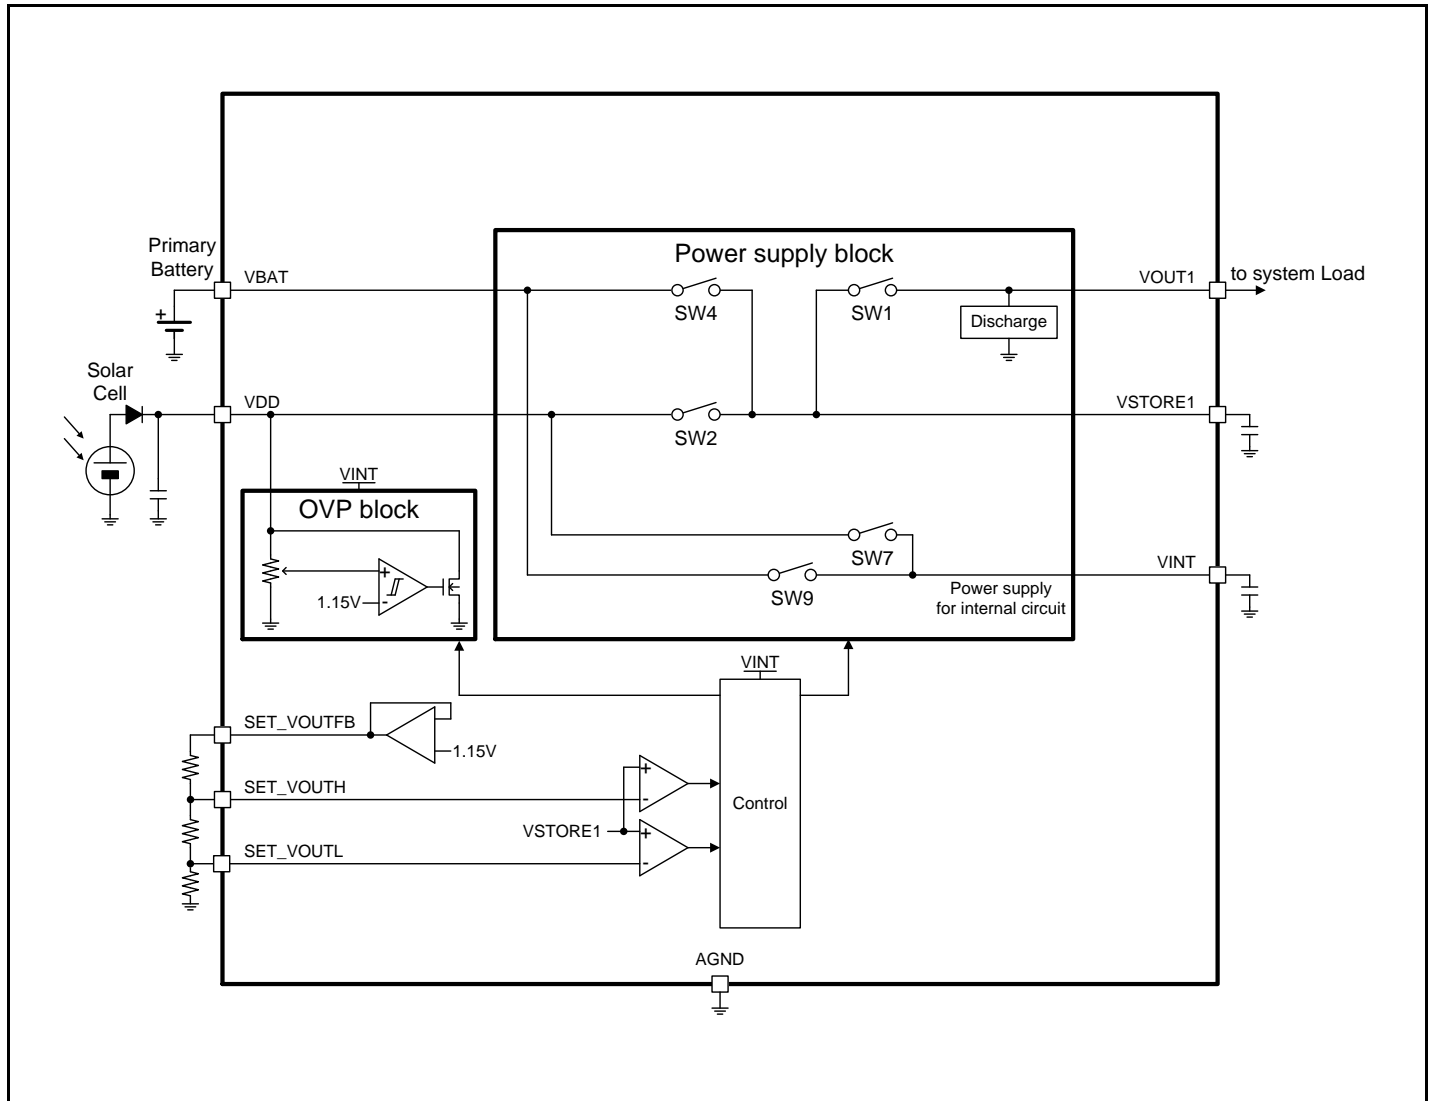 Power supply block
Primary
Battery
VBAT
VOUT1
to system Load
SW4
SW1
Discharge
Solar
Cell
VDD
VSTORE1
SW2
VINT
OVP block
SW7
VINT
+
-
1.15V
SW9
Power supply
for internal circuit
VINT
SET_VOUTFB
1.15V
SET_VOUTH
+
-
Control
VSTORE1
+
-
SET_VOUTL
AGND
+